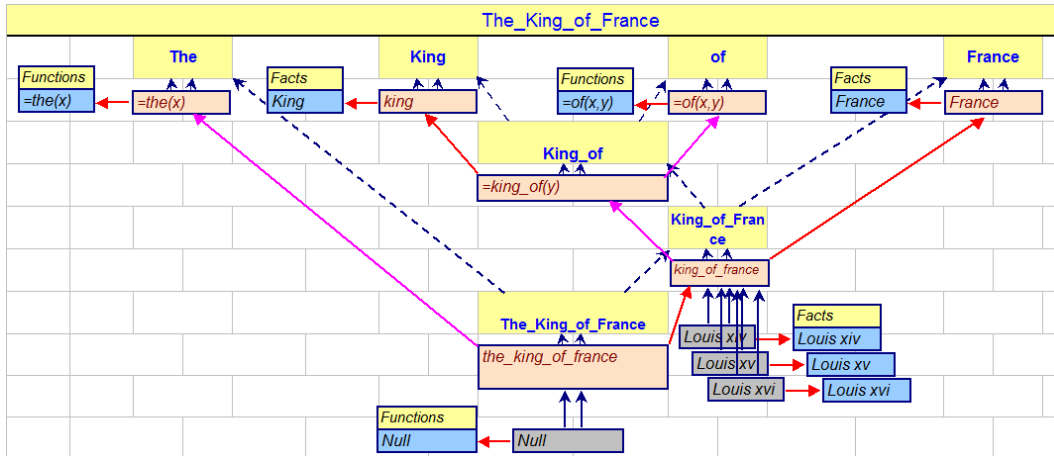 The_King_of_France
The King of France
Functions Facts Functions Facts
=the(x) =the(x) King king =of(x,y) =of(x,y) France France
King_of
=king_of(y)
King_of_Fran
ce
king_of_france
The_King_of_France
Facts
Louis xiv Louis xiv
the_king_of_france
Louis xv Louis xv
Louis xvi Louis xvi
Functions
Null Null